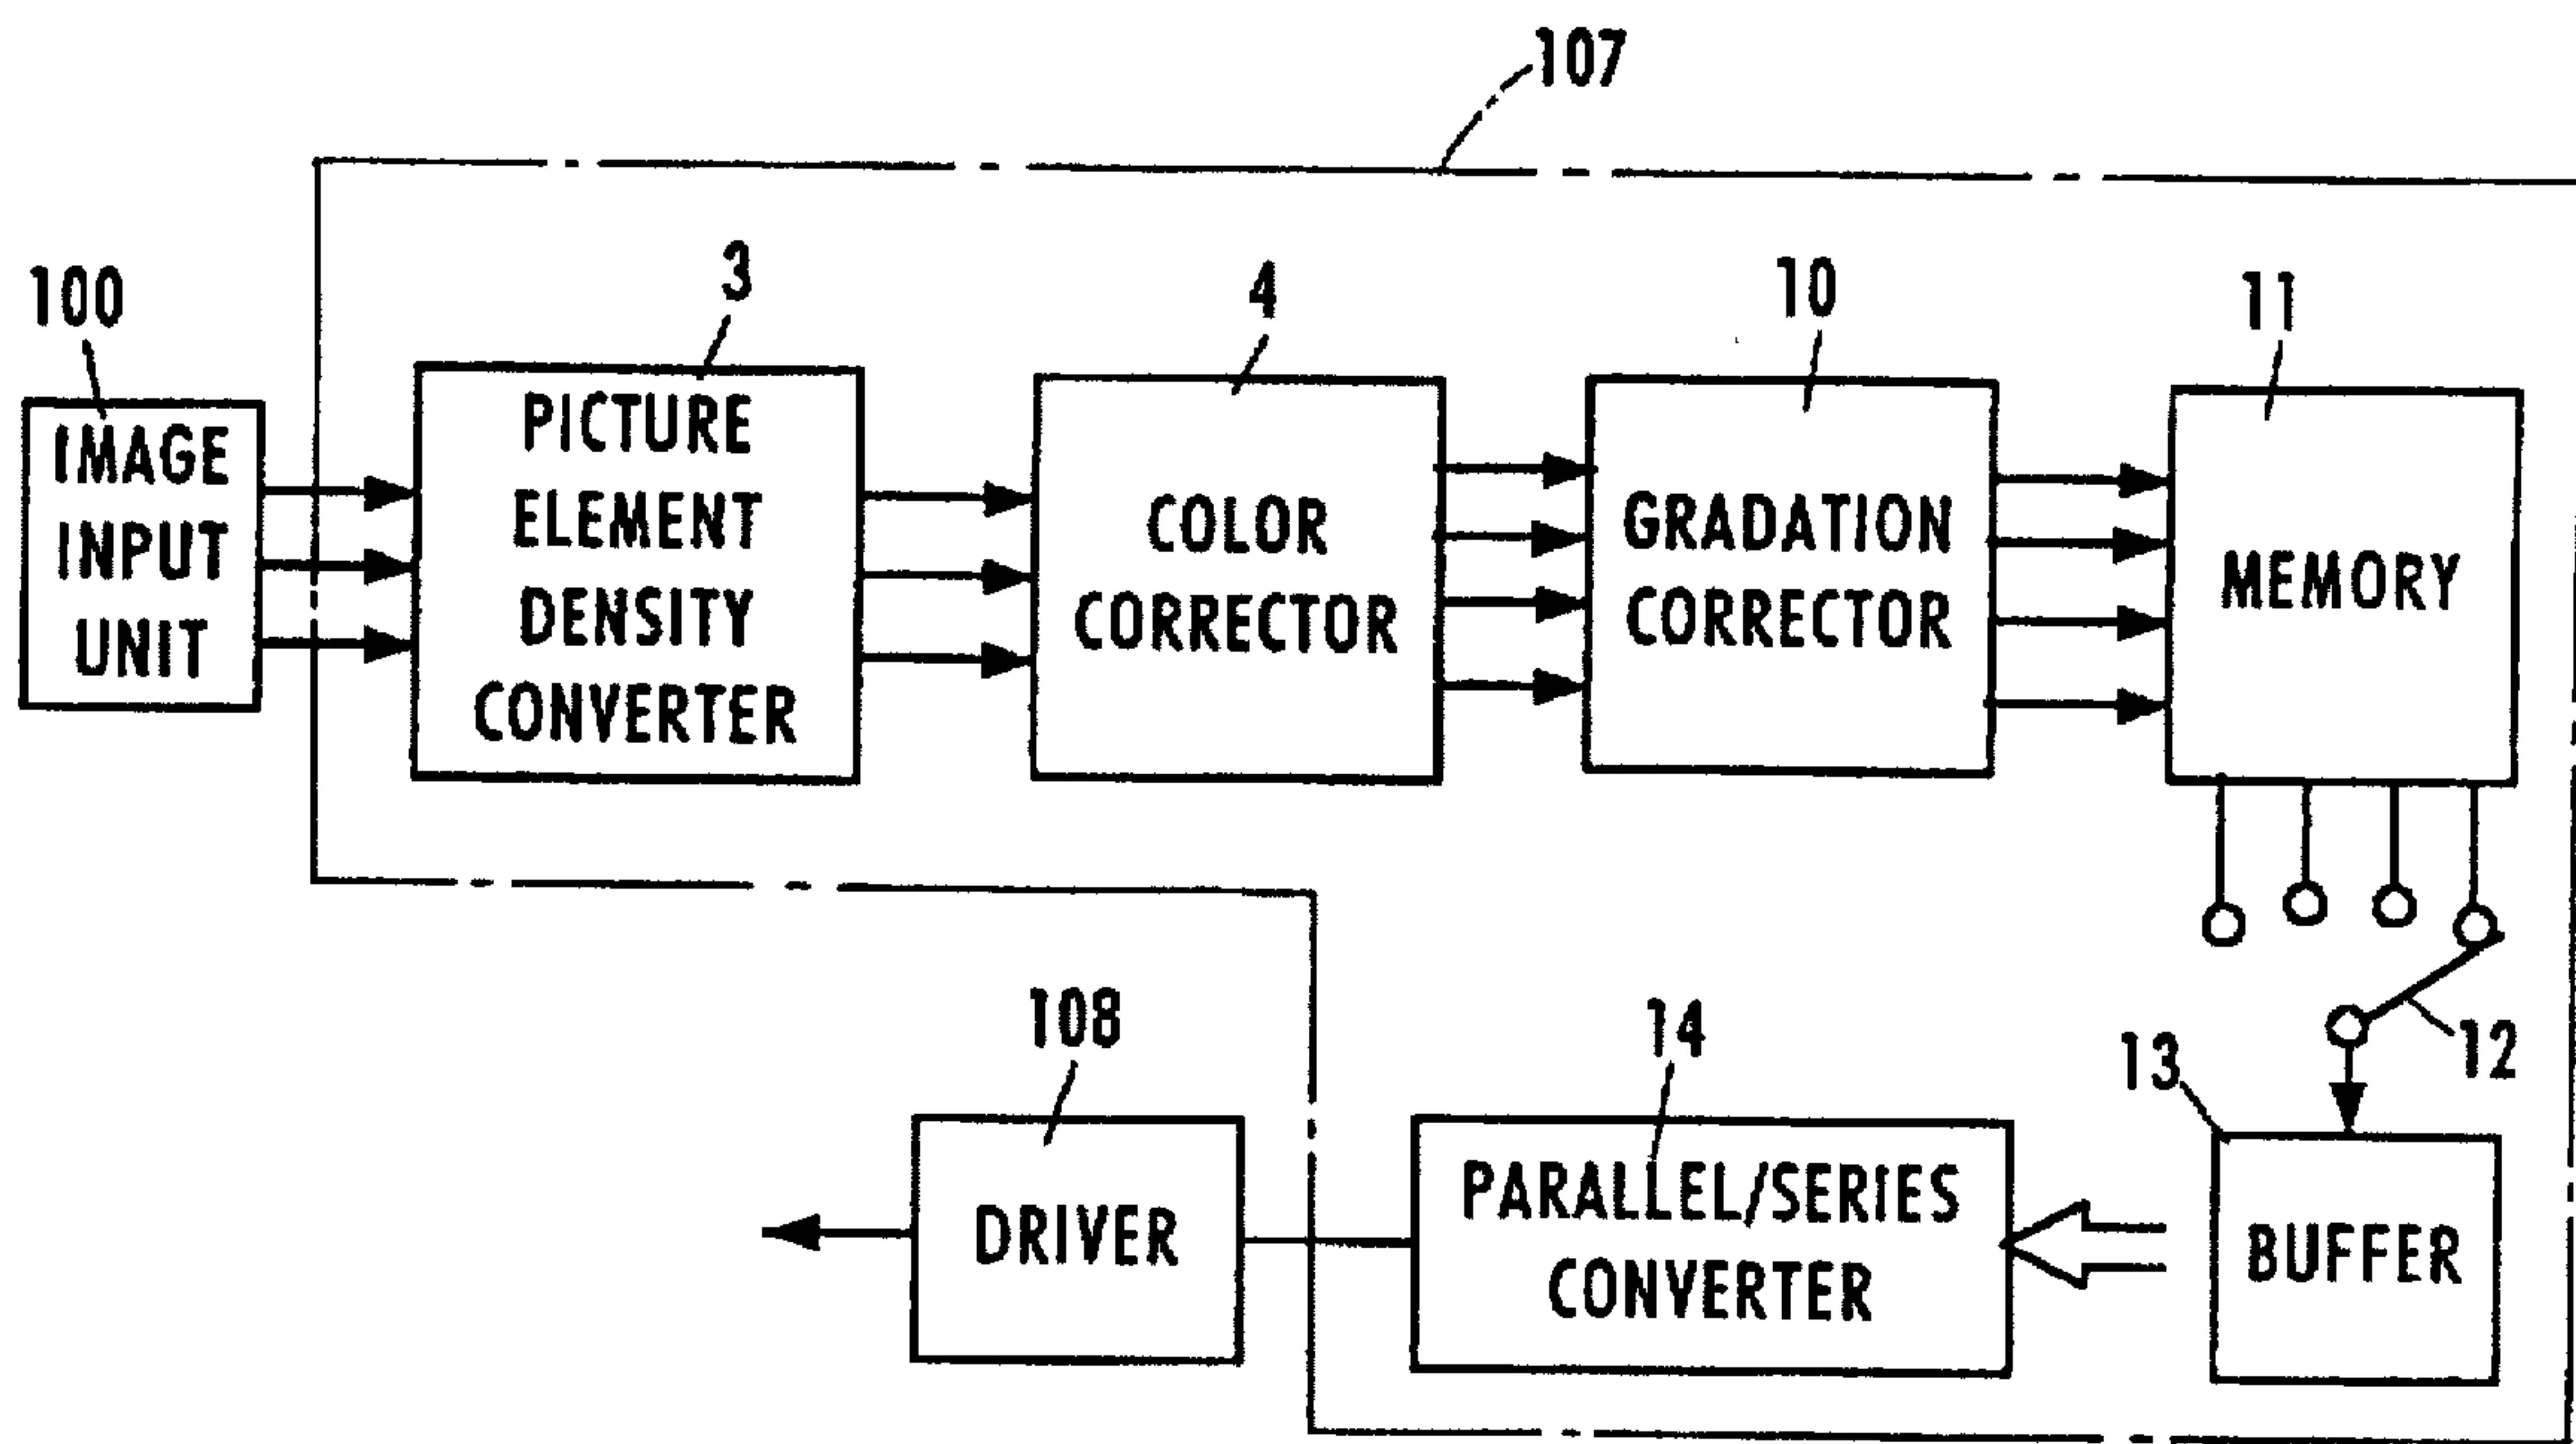 107
100
3
4
10
11
IMAGE
INPUT
UNIT
PICTURE
ELEMENT
DENSITY
CONVERTER
COLOR
CORRECTOR
GRADATION
CORRECTOR
MEMORY
12
13
14
108
DRIVER
PARALLEL/SERIES
CONVERTER
BUFFER